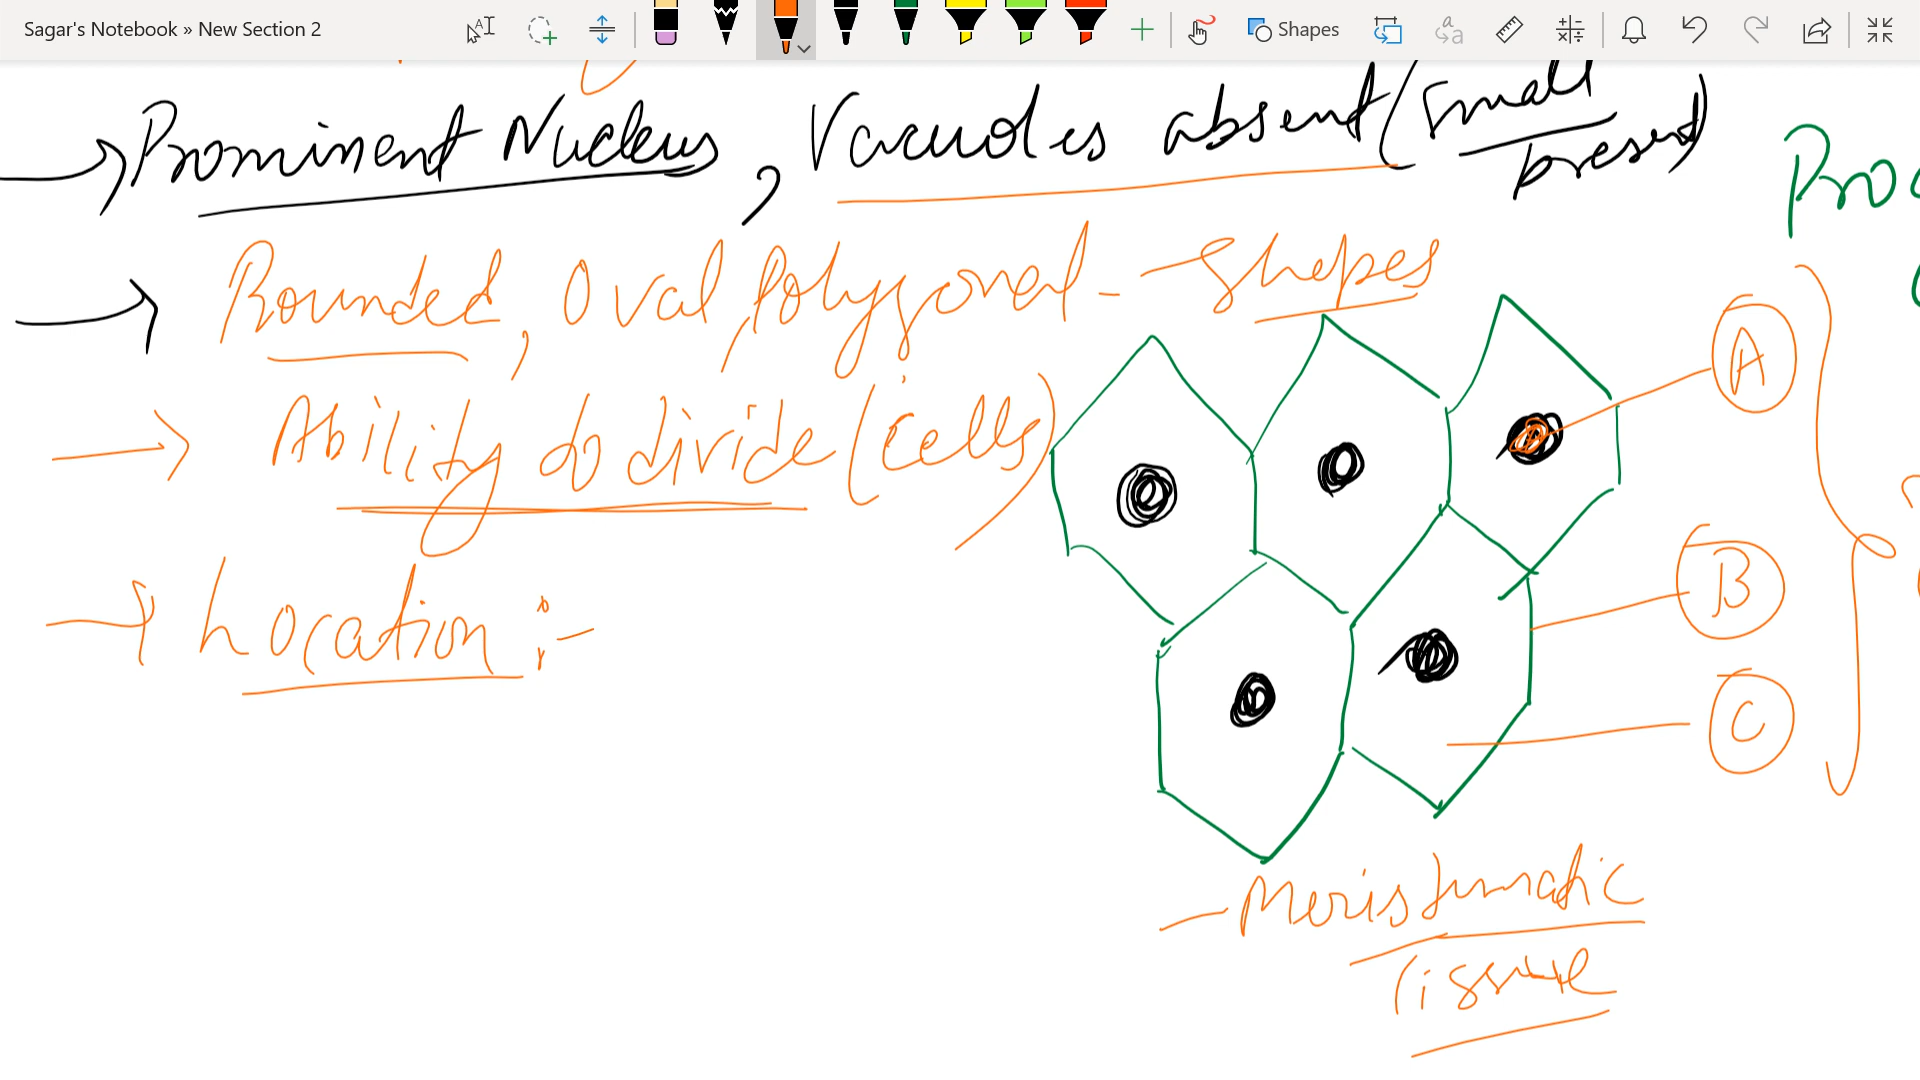 Sagar's Notebook » New Section 2
Shapes
→ Prominent Nucleus, Vacuoles absent (small present)
→ Rounded, Oval, Polygonal - shapes
→ Ability to divide (cells)
→ Location :-
A
B
C
- Meristematic
Tissue